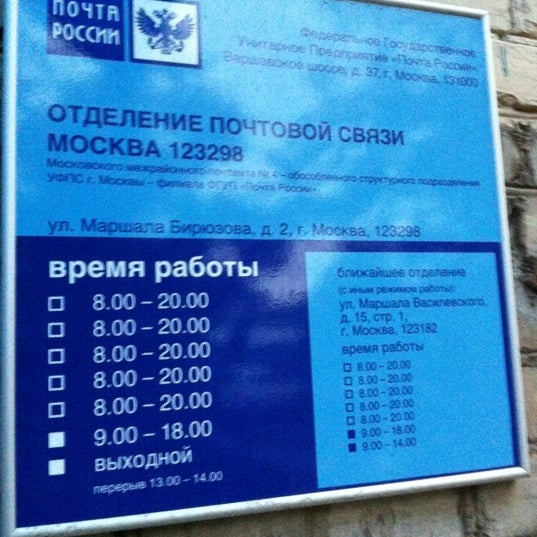 ПОЧТА
РОССИИ
Федеральное Государственное
Унитарное Предприятие «Почта России»
Варшавское шоссе, д. 37, г. Москва, 131000
ОТДЕЛЕНИЕ ПОЧТОВОЙ СВЯЗИ
МОСКВА 123298
Московского межрайонного почтамта № 4 – обособленного структурного подразделения
УФПС г. Москвы – филиала ФГУП «Почта России»
ул. Маршала Бирюзова, д. 2, г. Москва, 123298
время работы
8.00 – 20.00
8.00 – 20.00
8.00 – 20.00
8.00 – 20.00
8.00 – 20.00
9.00 – 18.00
ВЫХОДНОЙ
перерыв 13.00 – 14.00
ближайшее отделение
(с иным режимом работы):
ул. Маршала Василевского,
д. 15, стр. 1,
г. Москва, 123182
время работы
8.00 – 20.00
8.00 – 20.00
8.00 – 20.00
8.00 – 20.00
8.00 – 20.00
9.00 – 18.00
9.00 – 14.00